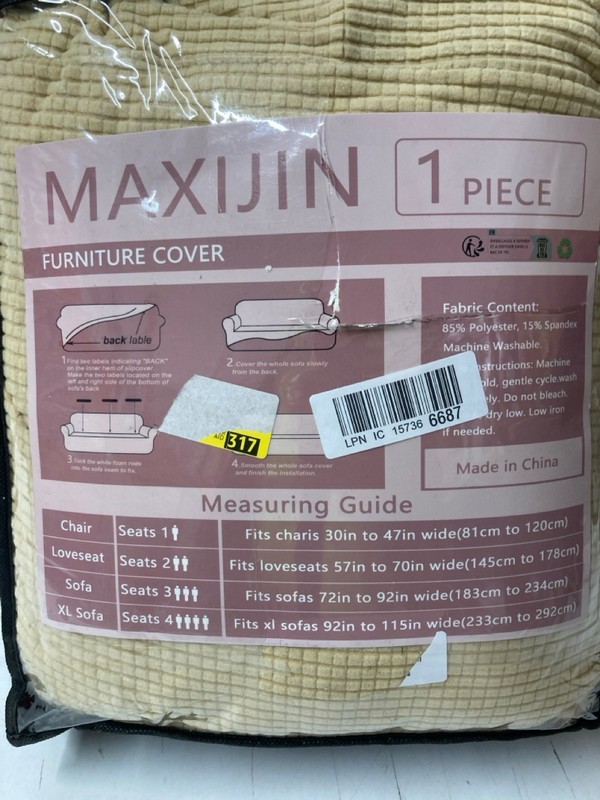 MAXIJIN
1 PIECE
FURNITURE COVER
back lable
1 Find two labels indicating "BACK"
on the inner hem of slipcover.
Make the two labels located on the
left and right side of the bottom of
sofa's back.
2. Cover the whole sofa slowly
from the back.
3. Tuck the white foam rods
into the sofa seam to fix.
4. Smooth the whole sofa cover
and finish the installation.
317
LPN IC 15736 6687
Fabric Content:
85% Polyester, 15% Spandex
Machine Washable.
nstructions: Machine
old, gentle cycle.wash
ely. Do not bleach.
dry low. Low iron
if needed.
Made in China
Measuring Guide
Chair Seats 1 Fits charis 30in to 47in wide(81cm to 120cm)
Loveseat Seats 2 Fits loveseats 57in to 70in wide(145cm to 178cm)
Sofa Seats 3 Fits sofas 72in to 92in wide(183cm to 234cm)
XL Sofa Seats 4 Fits xl sofas 92in to 115in wide(233cm to 292cm)